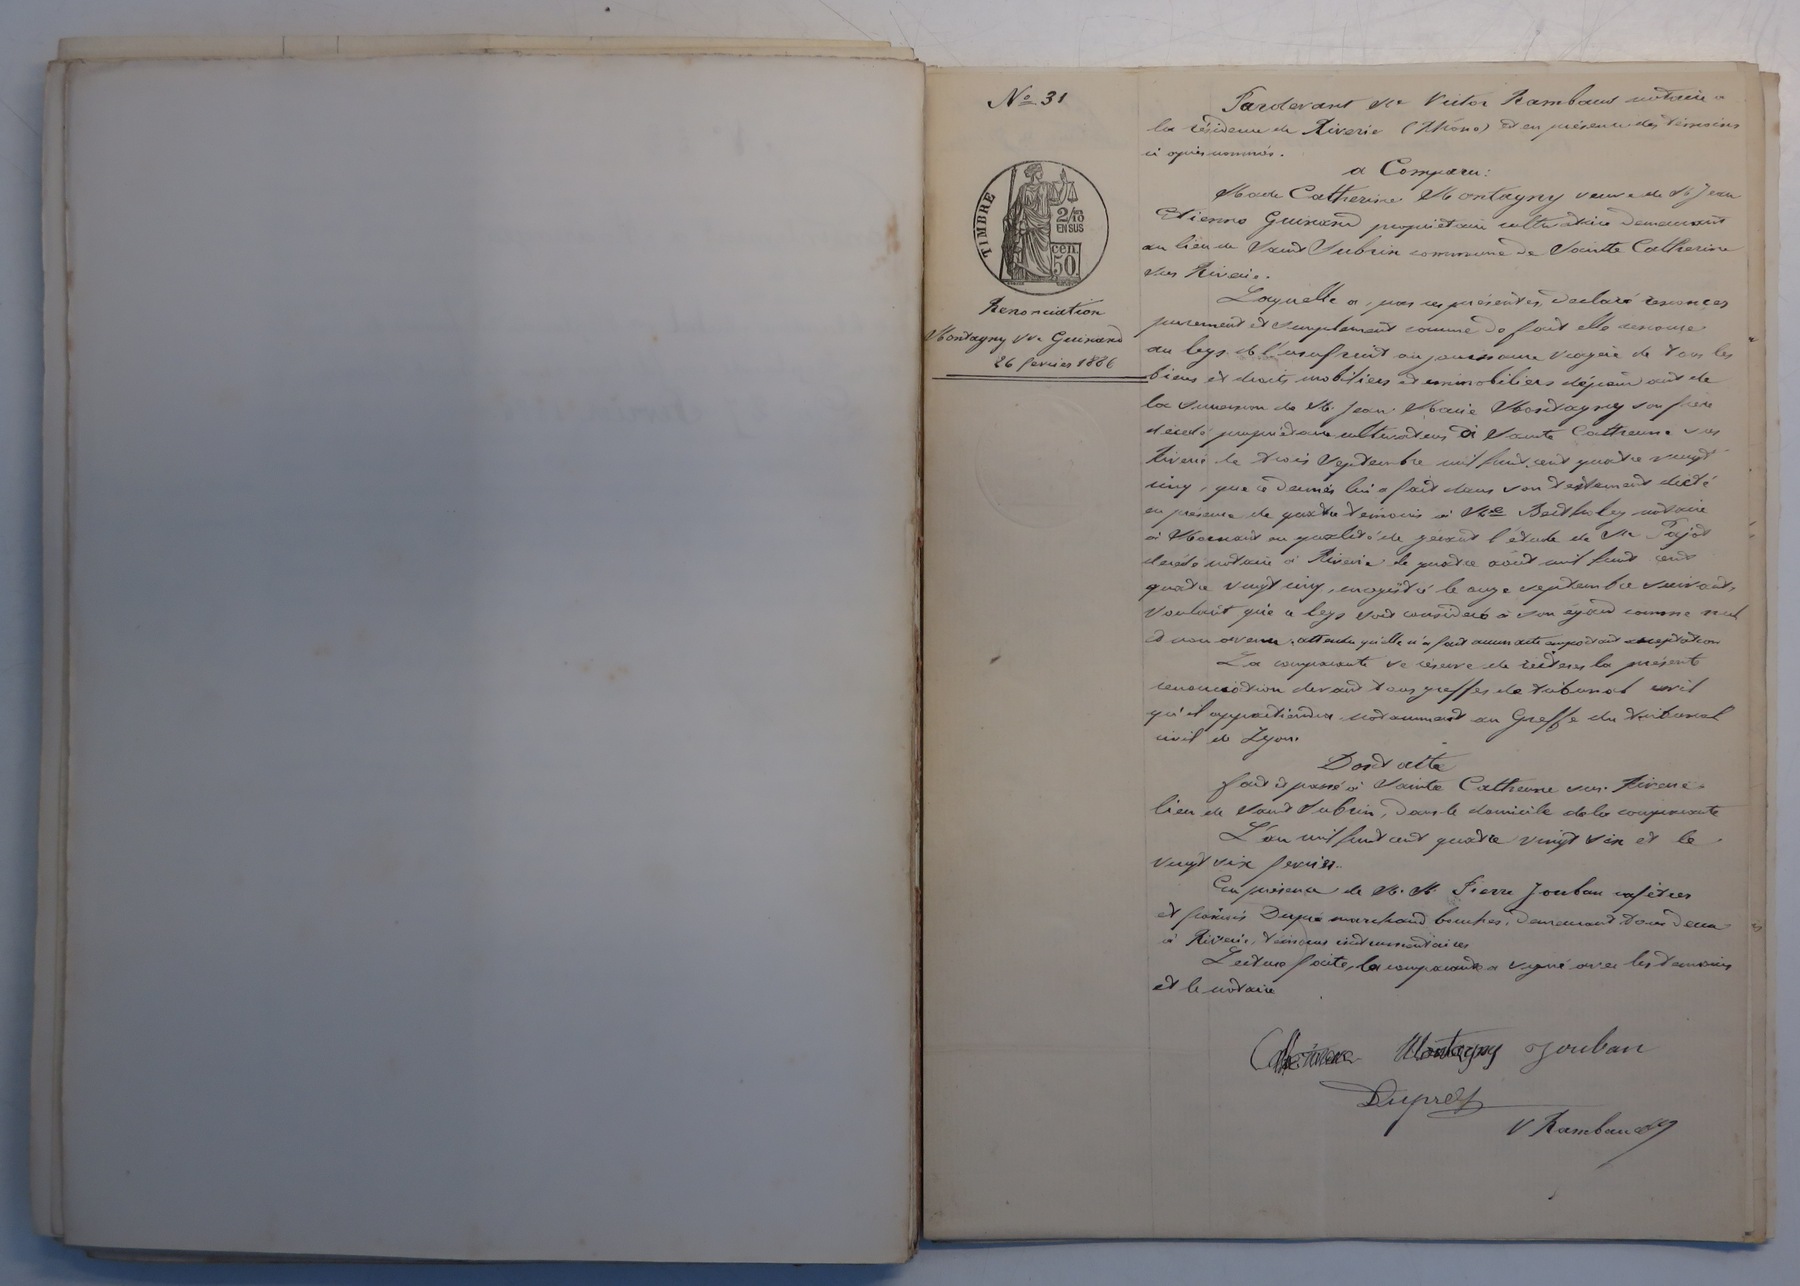 No 31
TIMBRE
2/10
EN SUS
cen.
50
Renonciation
Montagny Vve Guinand
26 fevrier 1886
Pardevant Me Victor Rambaud notaire a
la résidence de Riverie (Rhône) et en présence des témoins
ci après nommés.
a Comparu:
Made Catherine Montagny veuve de M. Jean
Etienne Guinand propriétaire cultivatrice demeurant
au lieu de Saint Subrin commune de Sainte Catherine
sur Riverie.
Laquelle a, par ces présentes, déclaré renoncer
purement et simplement comme de fait elle renonce
au legs de l'usufruit ou jouissance viagère de tous les
biens et droits mobiliers et immobiliers dépendant de
la succession de M. Jean Marie Montagny son frère
décédé propriétaire cultivateur à Sainte Catherine sur
Riverie le trois septembre mil huit cent quatre vingt
cinq, que ce dernier lui a fait dans son testament dicté
en présence de quatre témoins à Me Bertholey notaire
à Mornant en qualité de gérant l'étude de Me Pujot
décédé notaire à Riverie le quatre août mil huit cent
quatre vingt cinq, enregistré le onze septembre suivant,
voulant que ce legs soit considéré à son égard comme nul
et non avenu, attendu qu'elle n'a fait aucun acte emportant acceptation
La comparante se réserve de réitérer la présente
renonciation devant tous greffes de tribunal civil
qu'il appartiendra notamment au Greffe du tribunal
civil de Lyon.
Dont acte
fait et passé à Sainte Catherine sur Riverie
lieu de Saint Subrin, dans le domicile de la comparante
L'an mil huit cent quatre vingt six et le
vingt six fevrier.
En présence de M. M. Pierre Jouban cafetier
et françois Dupré marchand boucher, demeurant tous deux
à Riverie, témoins instrumentaires
Lecture faite, la comparante a signé avec les témoins
et le notaire
Catherine Montagny Jouban
Dupré
V Rambaud